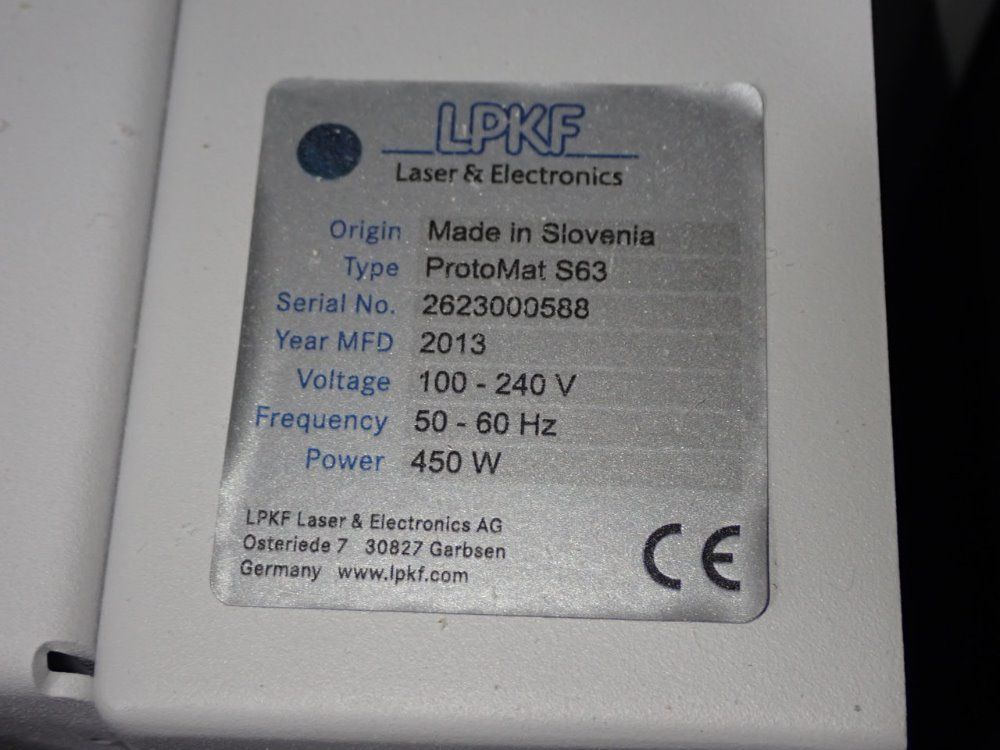 LPKF
Laser & Electronics
Origin Made in Slovenia
Type ProtoMat S63
Serial No. 2623000588
Year MFD 2013
Voltage 100 - 240 V
Frequency 50 - 60 Hz
Power 450 W
LPKF Laser & Electronics AG
Osteriede 7 30827 Garbsen
Germany www.lpkf.com
CE